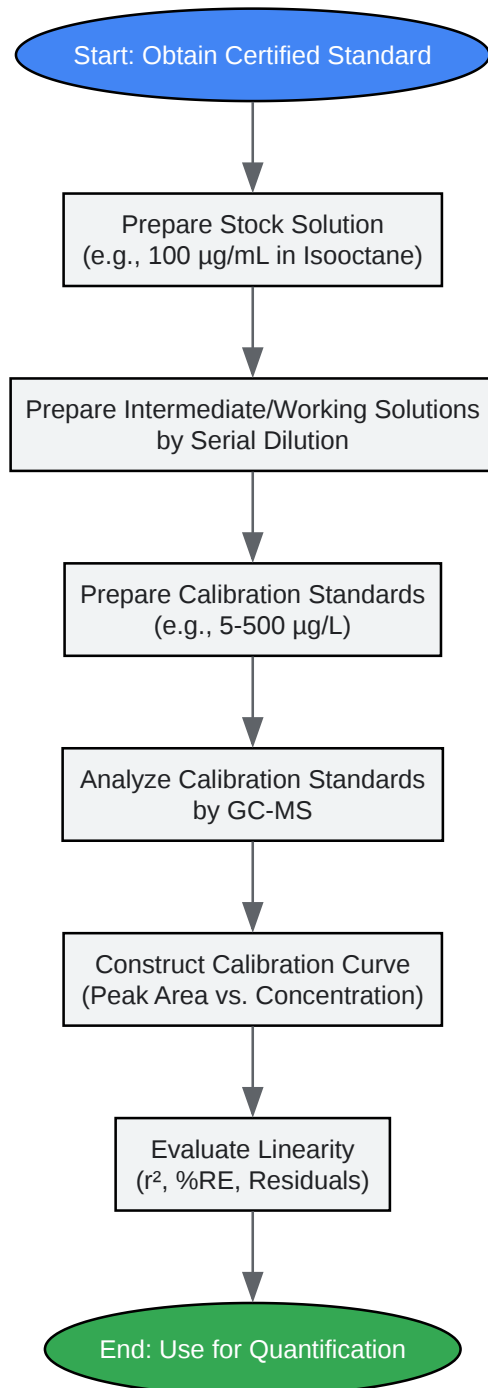 Start: Obtain Certified Standard
Prepare Stock Solution
(e.g., 100 µg/mL in Isooctane)
Prepare Intermediate/Working Solutions
by Serial Dilution
Prepare Calibration Standards
(e.g., 5-500 µg/L)
Analyze Calibration Standards
by GC-MS
Construct Calibration Curve
(Peak Area vs. Concentration)
Evaluate Linearity
(r², %RE, Residuals)
End: Use for Quantification